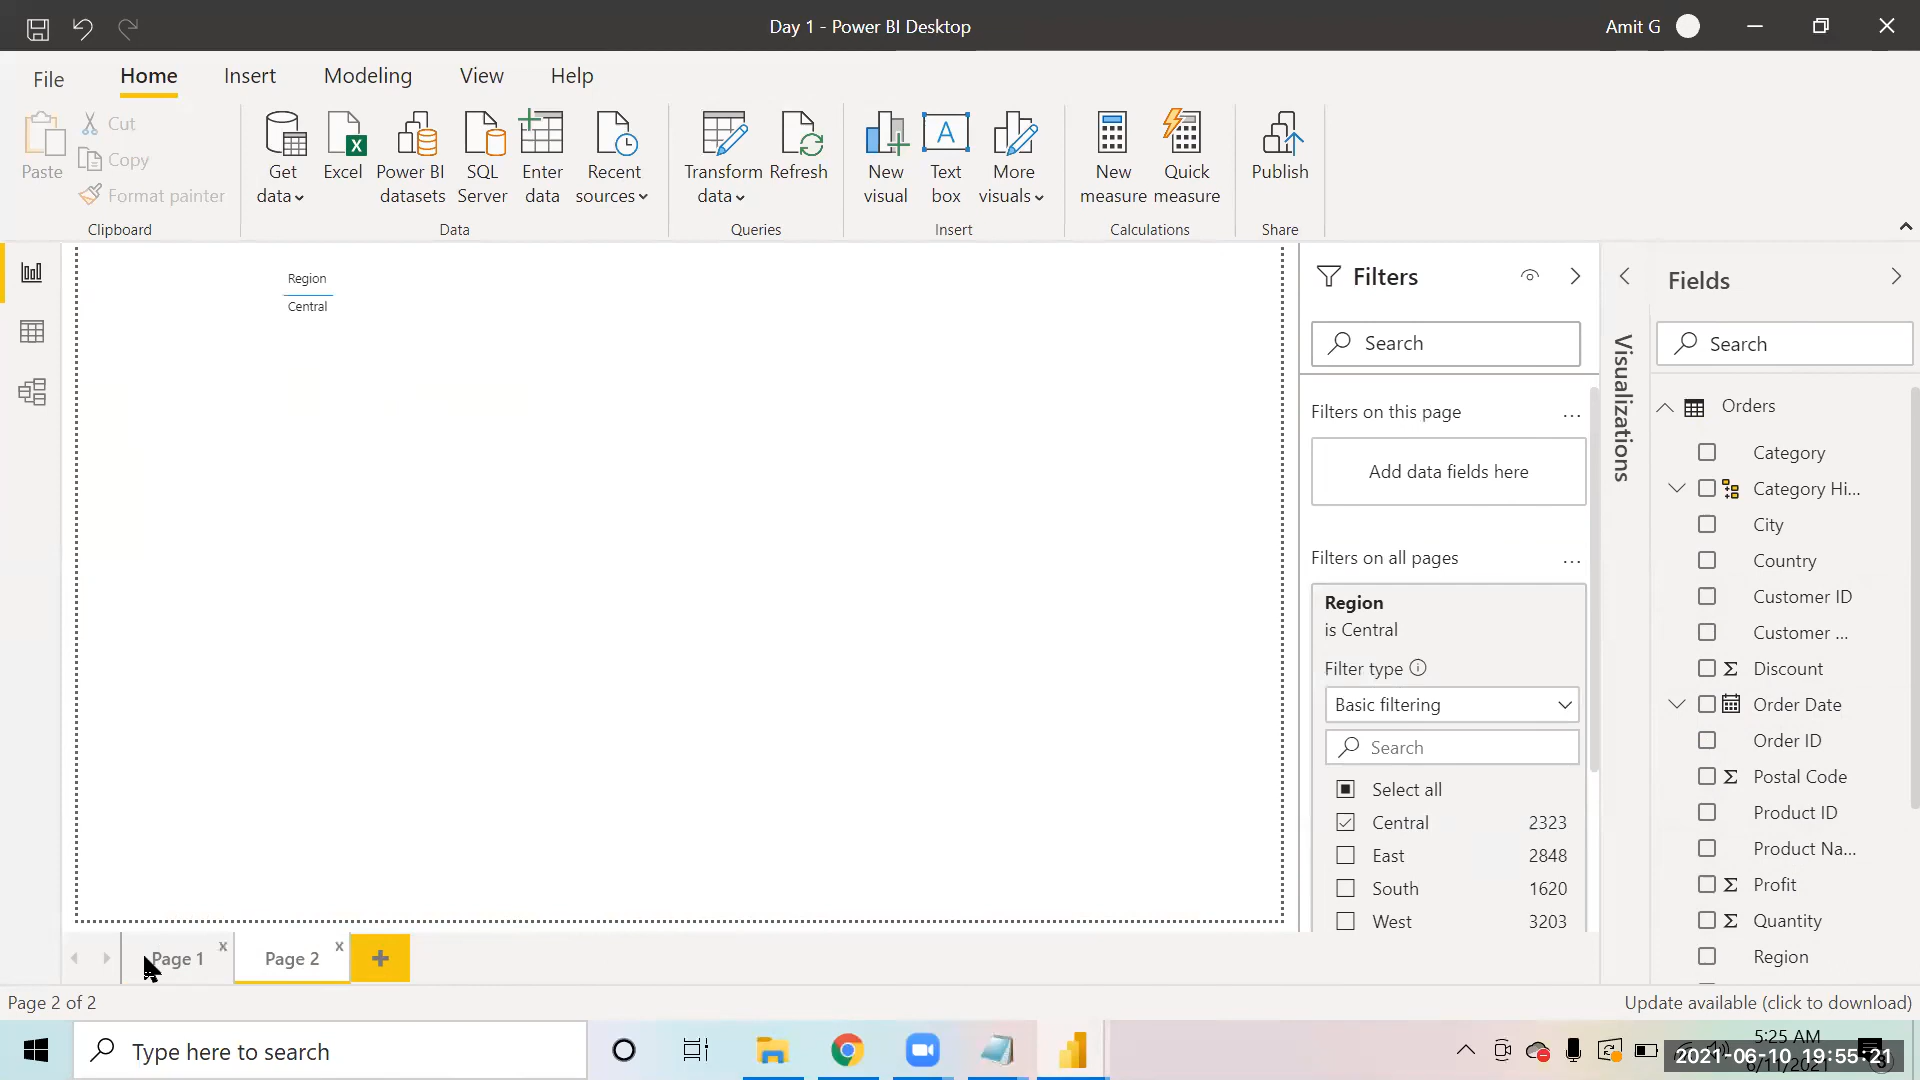 Day 1 - Power BI Desktop
Amit G
File
Home
Insert
Modeling
View
Help
Paste
Cut
Copy
Format painter
Clipboard
Get data
Excel
Power BI datasets
SQL Server
Enter data
Recent sources
Data
Transform data
Refresh
Queries
New visual
Text box
More visuals
Insert
New measure
Quick measure
Calculations
Publish
Share
Region
Central
Filters
Search
Filters on this page
...
Add data fields here
Filters on all pages
...
Region
is Central
Filter type
Basic filtering
Search
Select all
Central 2323
East 2848
South 1620
West 3203
Visualizations
Fields
Search
Orders
Category
Category Hi...
City
Country
Customer ID
Customer ...
Discount
Order Date
Order ID
Postal Code
Product ID
Product Na...
Profit
Quantity
Region
Page 1
Page 2
Page 2 of 2
Update available (click to download)
Type here to search
5:25 AM
2021-06-10 19:55:21